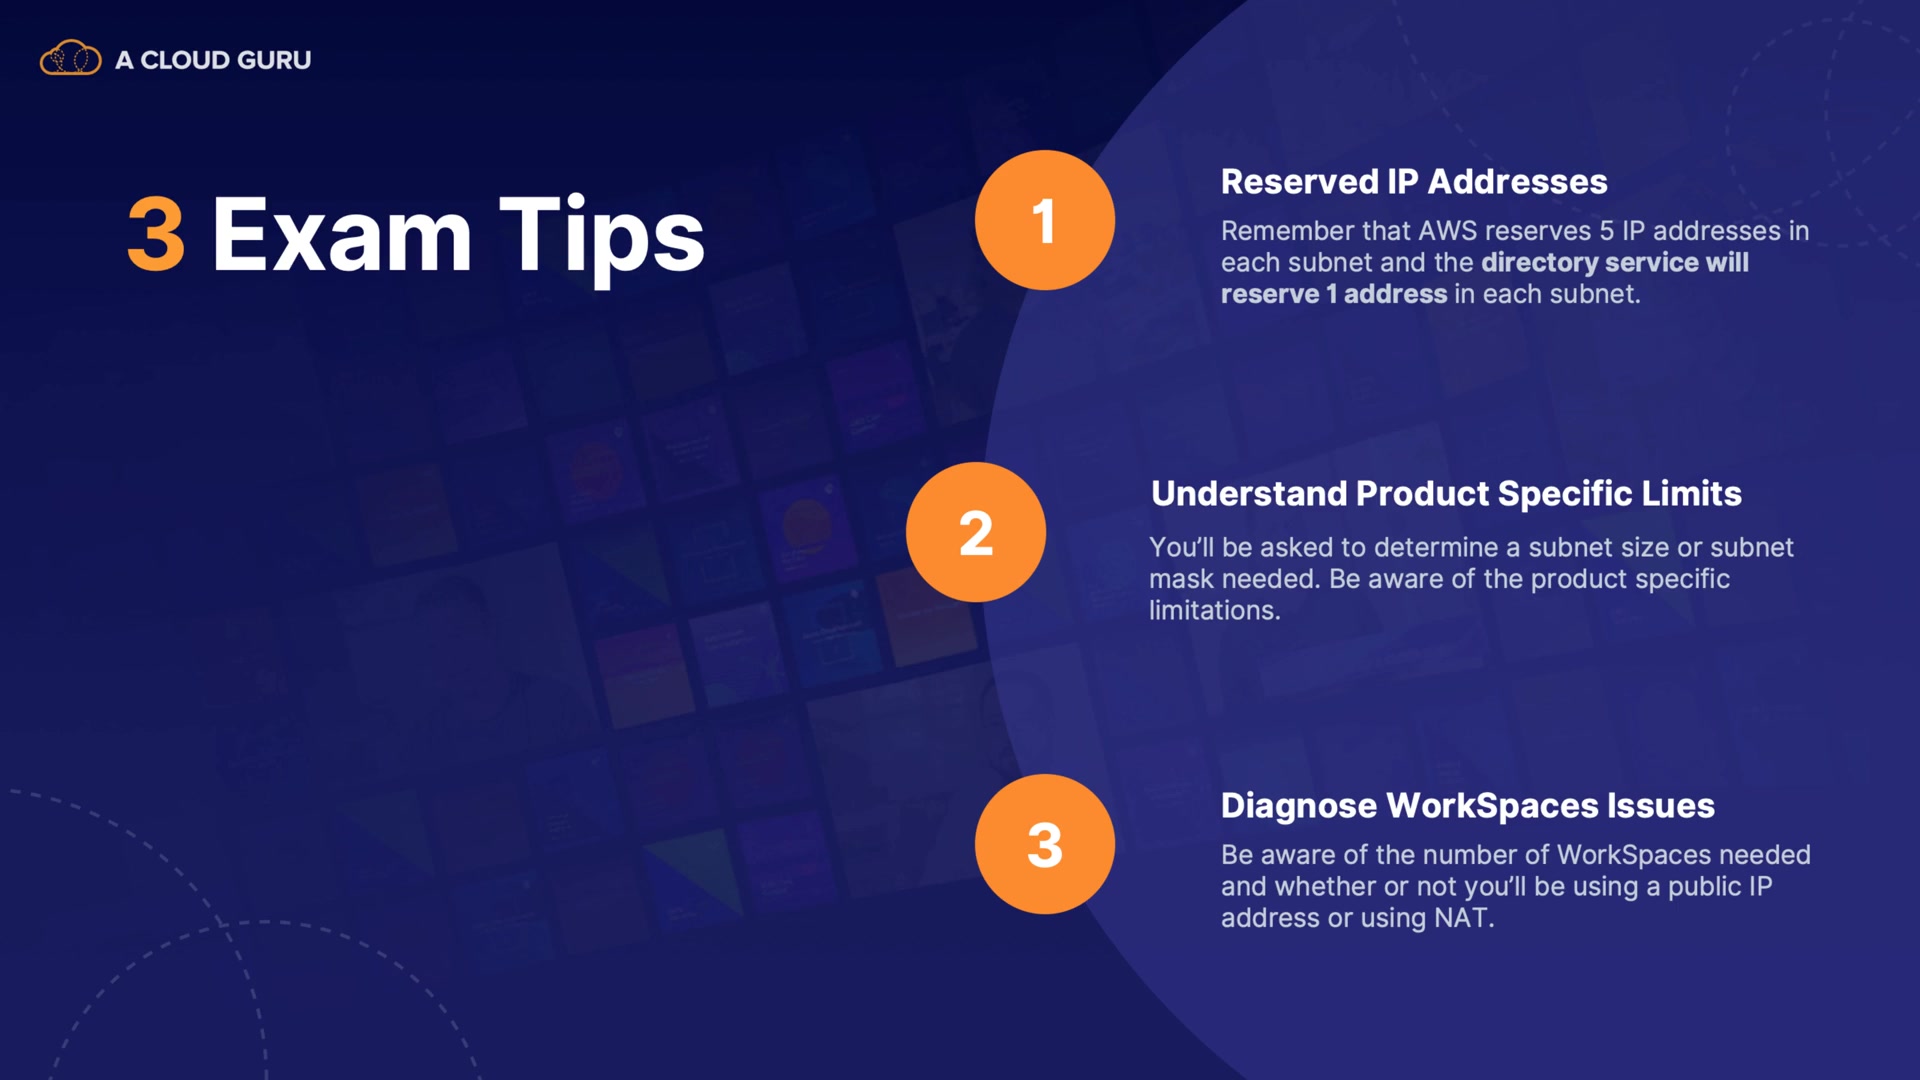 A CLOUD GURU
3 Exam Tips
1
Reserved IP Addresses
Remember that AWS reserves 5 IP addresses in
each subnet and the directory service will
reserve 1 address in each subnet.
2
Understand Product Specific Limits
You’ll be asked to determine a subnet size or subnet
mask needed. Be aware of the product specific
limitations.
3
Diagnose WorkSpaces Issues
Be aware of the number of WorkSpaces needed
and whether or not you’ll be using a public IP
address or using NAT.